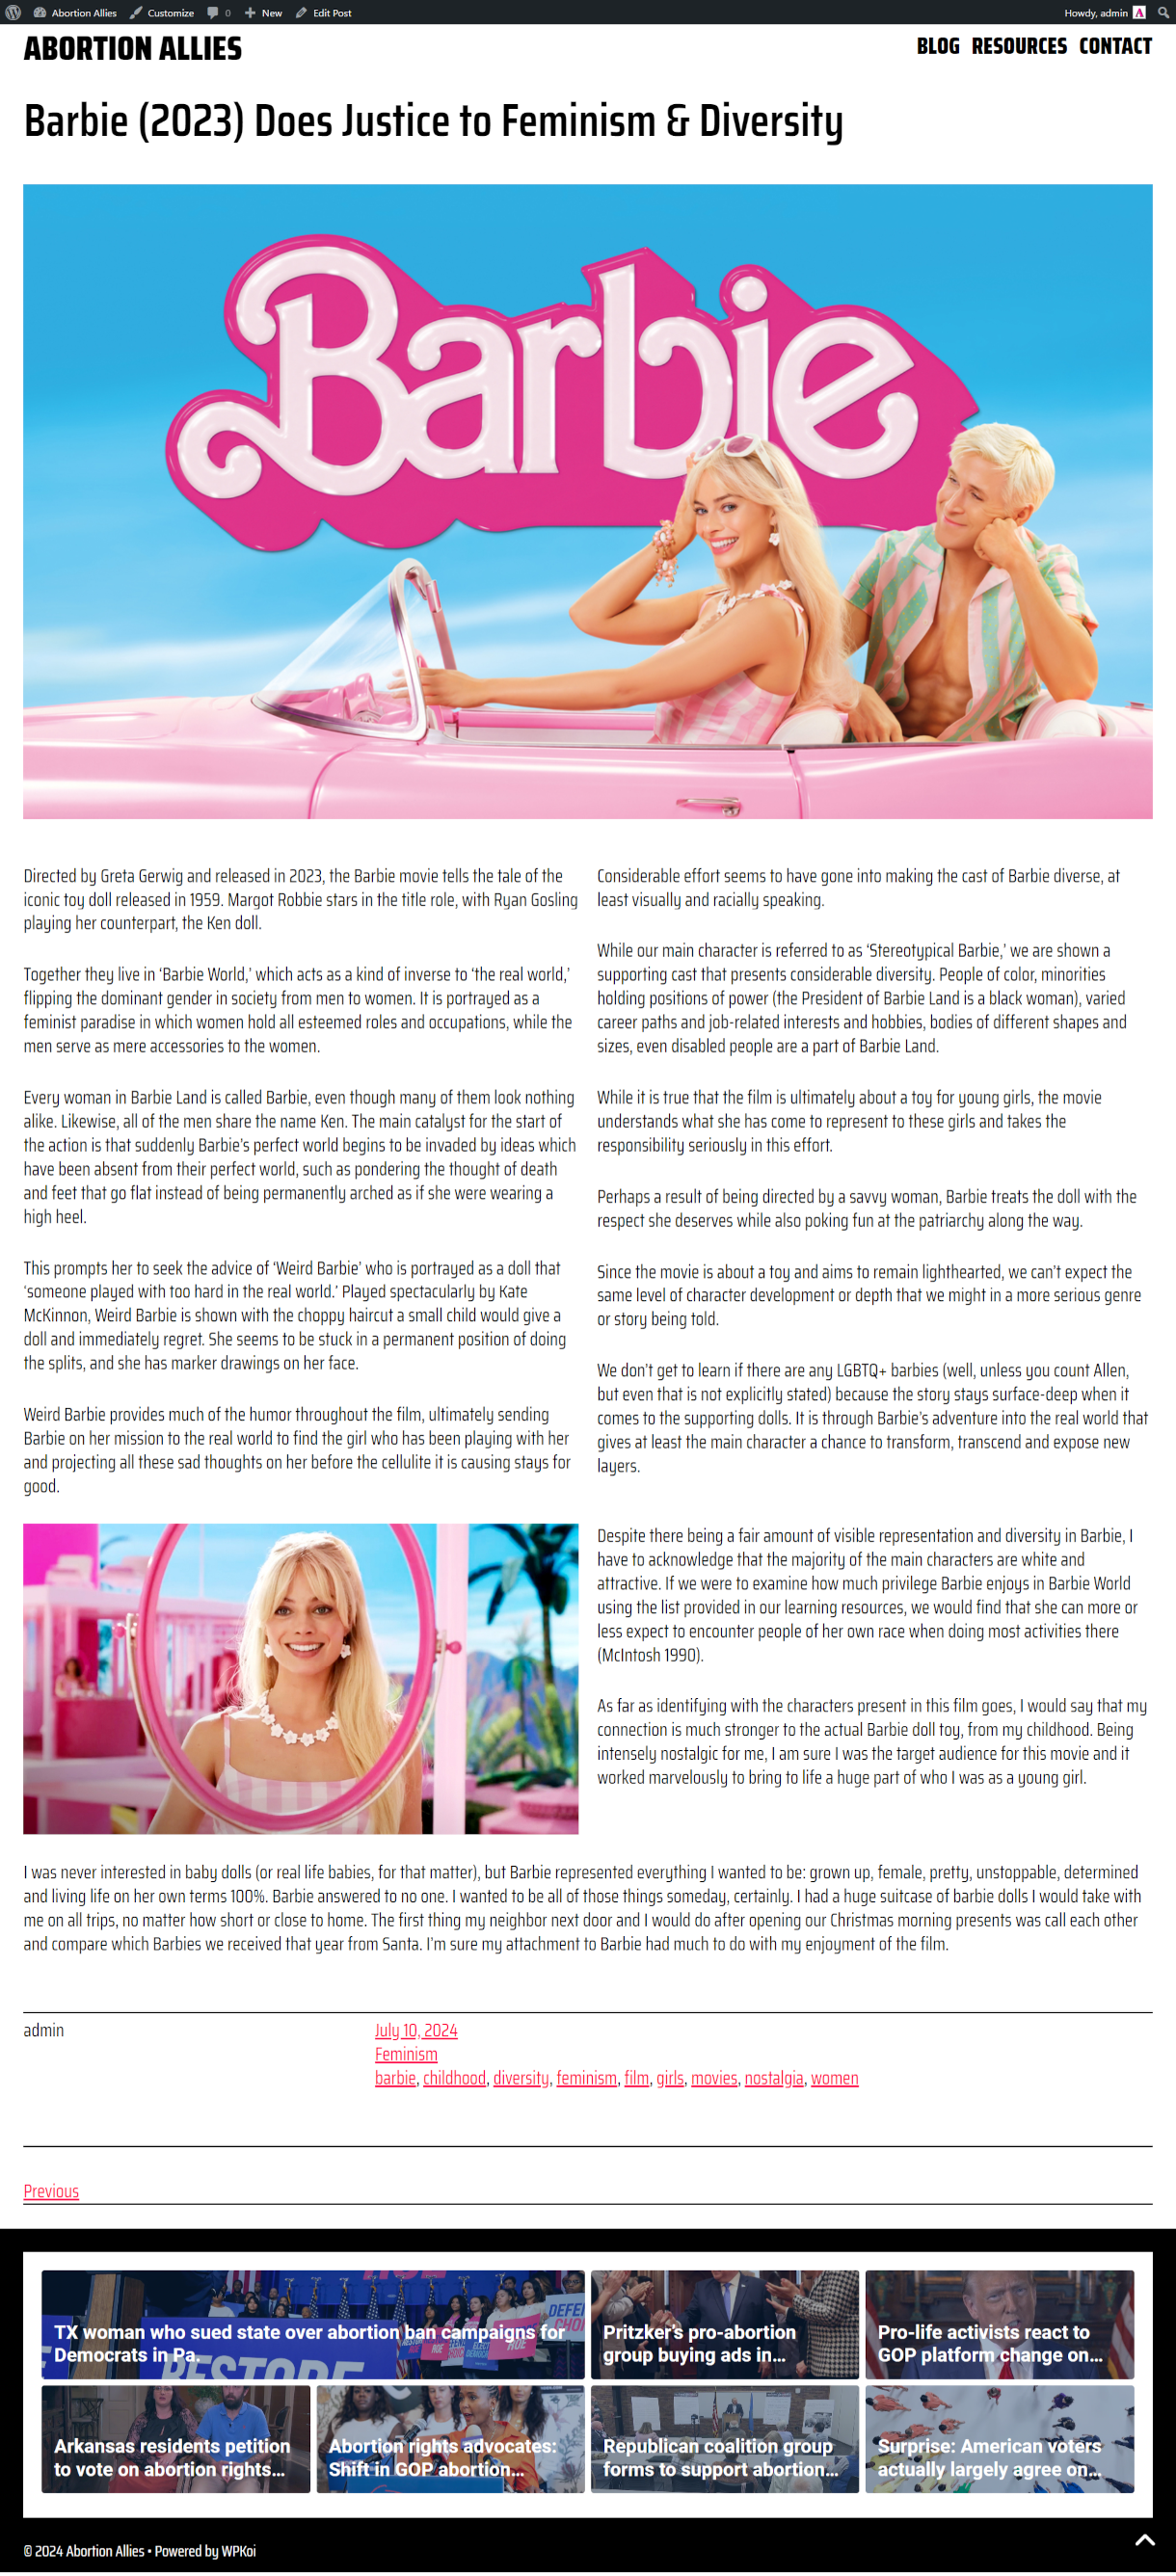 Abortion Allies Customize 0 New Edit Post Howdy, admin A
ABORTION ALLIES
BLOG RESOURCES CONTACT
Barbie (2023) Does Justice to Feminism & Diversity
Barbie
Directed by Greta Gerwig and released in 2023, the Barbie movie tells the tale of the
iconic toy doll released in 1959. Margot Robbie stars in the title role, with Ryan Gosling
playing her counterpart, the Ken doll.
Together they live in ‘Barbie World,’ which acts as a kind of inverse to ‘the real world,’
flipping the dominant gender in society from men to women. It is portrayed as a
feminist paradise in which women hold all esteemed roles and occupations, while the
men serve as mere accessories to the women.
Every woman in Barbie Land is called Barbie, even though many of them look nothing
alike. Likewise, all of the men share the name Ken. The main catalyst for the start of
the action is that suddenly Barbie’s perfect world begins to be invaded by ideas which
have been absent from their perfect world, such as pondering the thought of death
and feet that go flat instead of being permanently arched as if she were wearing a
high heel.
This prompts her to seek the advice of ‘Weird Barbie’ who is portrayed as a doll that
‘someone played with too hard in the real world.’ Played spectacularly by Kate
McKinnon, Weird Barbie is shown with the choppy haircut a small child would give a
doll and immediately regret. She seems to be stuck in a permanent position of doing
the splits, and she has marker drawings on her face.
Weird Barbie provides much of the humor throughout the film, ultimately sending
Barbie on her mission to the real world to find the girl who has been playing with her
and projecting all these sad thoughts on her before the cellulite it is causing stays for
good.
Considerable effort seems to have gone into making the cast of Barbie diverse, at
least visually and racially speaking.
While our main character is referred to as ‘Stereotypical Barbie,’ we are shown a
supporting cast that presents considerable diversity. People of color, minorities
holding positions of power (the President of Barbie Land is a black woman), varied
career paths and job-related interests and hobbies, bodies of different shapes and
sizes, even disabled people are a part of Barbie Land.
While it is true that the film is ultimately about a toy for young girls, the movie
understands what she has come to represent to these girls and takes the
responsibility seriously in this effort.
Perhaps a result of being directed by a savvy woman, Barbie treats the doll with the
respect she deserves while also poking fun at the patriarchy along the way.
Since the movie is about a toy and aims to remain lighthearted, we can’t expect the
same level of character development or depth that we might in a more serious genre
or story being told.
We don’t get to learn if there are any LGBTQ+ barbies (well, unless you count Allen,
but even that is not explicitly stated) because the story stays surface-deep when it
comes to the supporting dolls. It is through Barbie’s adventure into the real world that
gives at least the main character a chance to transform, transcend and expose new
layers.
Despite there being a fair amount of visible representation and diversity in Barbie, I
have to acknowledge that the majority of the main characters are white and
attractive. If we were to examine how much privilege Barbie enjoys in Barbie World
using the list provided in our learning resources, we would find that she can more or
less expect to encounter people of her own race when doing most activities there
(McIntosh 1990).
As far as identifying with the characters present in this film goes, I would say that my
connection is much stronger to the actual Barbie doll toy, from my childhood. Being
intensely nostalgic for me, I am sure I was the target audience for this movie and it
worked marvelously to bring to life a huge part of who I was as a young girl.
I was never interested in baby dolls (or real life babies, for that matter), but Barbie represented everything I wanted to be: grown up, female, pretty, unstoppable, determined
and living life on her own terms 100%. Barbie answered to no one. I wanted to be all of those things someday, certainly. I had a huge suitcase of barbie dolls I would take with
me on all trips, no matter how short or close to home. The first thing my neighbor next door and I would do after opening our Christmas morning presents was call each other
and compare which Barbies we received that year from Santa. I’m sure my attachment to Barbie had much to do with my enjoyment of the film.
admin
July 10, 2024
Feminism
barbie, childhood, diversity, feminism, film, girls, movies, nostalgia, women
Previous
TX woman who sued state over abortion ban campaigns for
Democrats in Pa.
RESTORE
Pritzker’s pro-abortion
group buying ads in...
Pro-life activists react to
GOP platform change on...
Arkansas residents petition
to vote on abortion rights...
Abortion rights advocates:
Shift in GOP abortion...
Republican coalition group
forms to support abortion...
Surprise: American voters
actually largely agree on...
© 2024 Abortion Allies • Powered by WPKoi